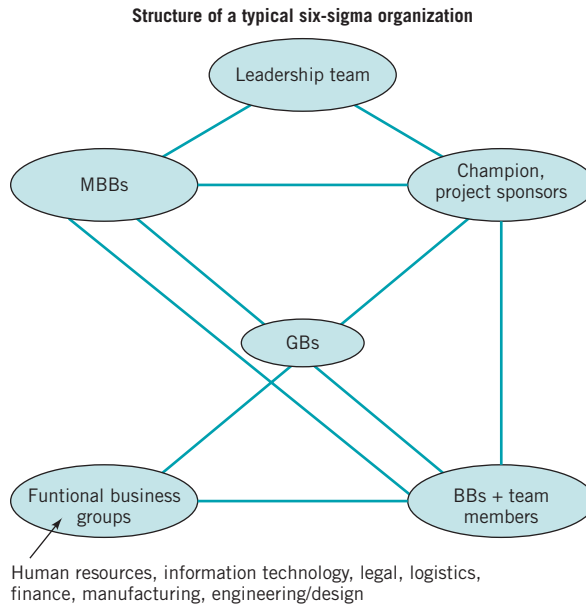 Structure of a typical six-sigma organization
Leadership team
MBBs
Champion,
project sponsors
GBs
Funtional business
groups
BBs + team
members
Human resources, information technology, legal, logistics,
finance, manufacturing, engineering/design